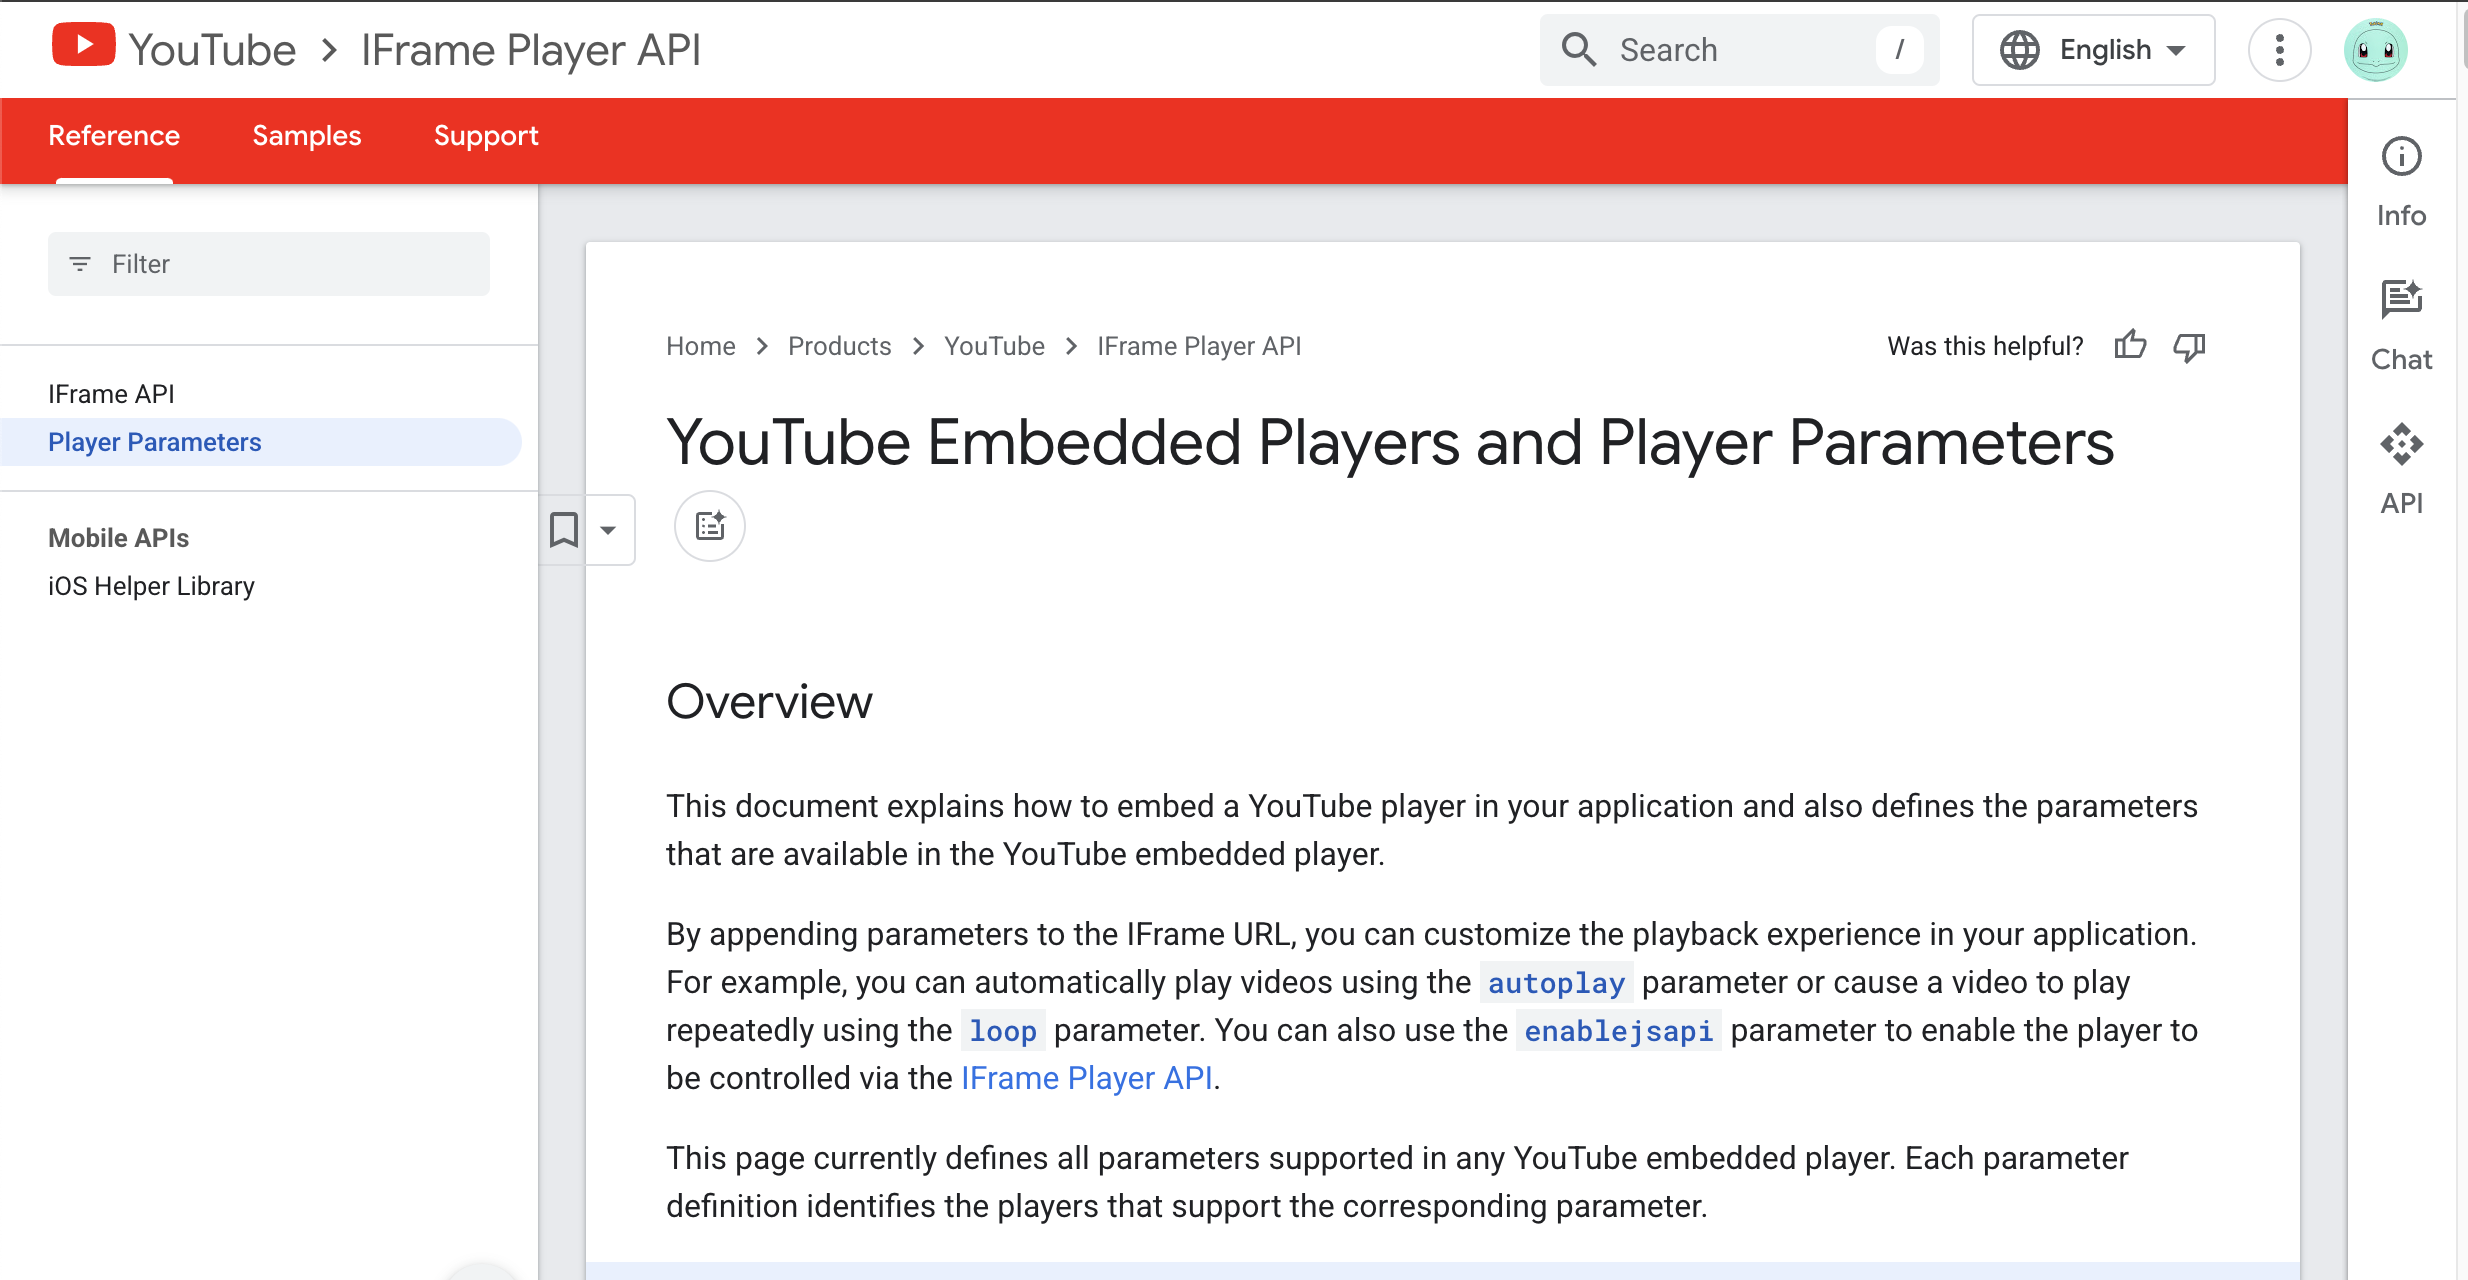 YouTube > IFrame Player API
Search /
English
Reference Samples Support
Info
Chat
API
Filter
IFrame API
Player Parameters
Mobile APIs
iOS Helper Library
Home > Products > YouTube > IFrame Player API
Was this helpful?
YouTube Embedded Players and Player Parameters
Overview
This document explains how to embed a YouTube player in your application and also defines the parameters
that are available in the YouTube embedded player.
By appending parameters to the IFrame URL, you can customize the playback experience in your application.
For example, you can automatically play videos using the autoplay parameter or cause a video to play
repeatedly using the loop parameter. You can also use the enablejsapi parameter to enable the player to
be controlled via the IFrame Player API.
This page currently defines all parameters supported in any YouTube embedded player. Each parameter
definition identifies the players that support the corresponding parameter.